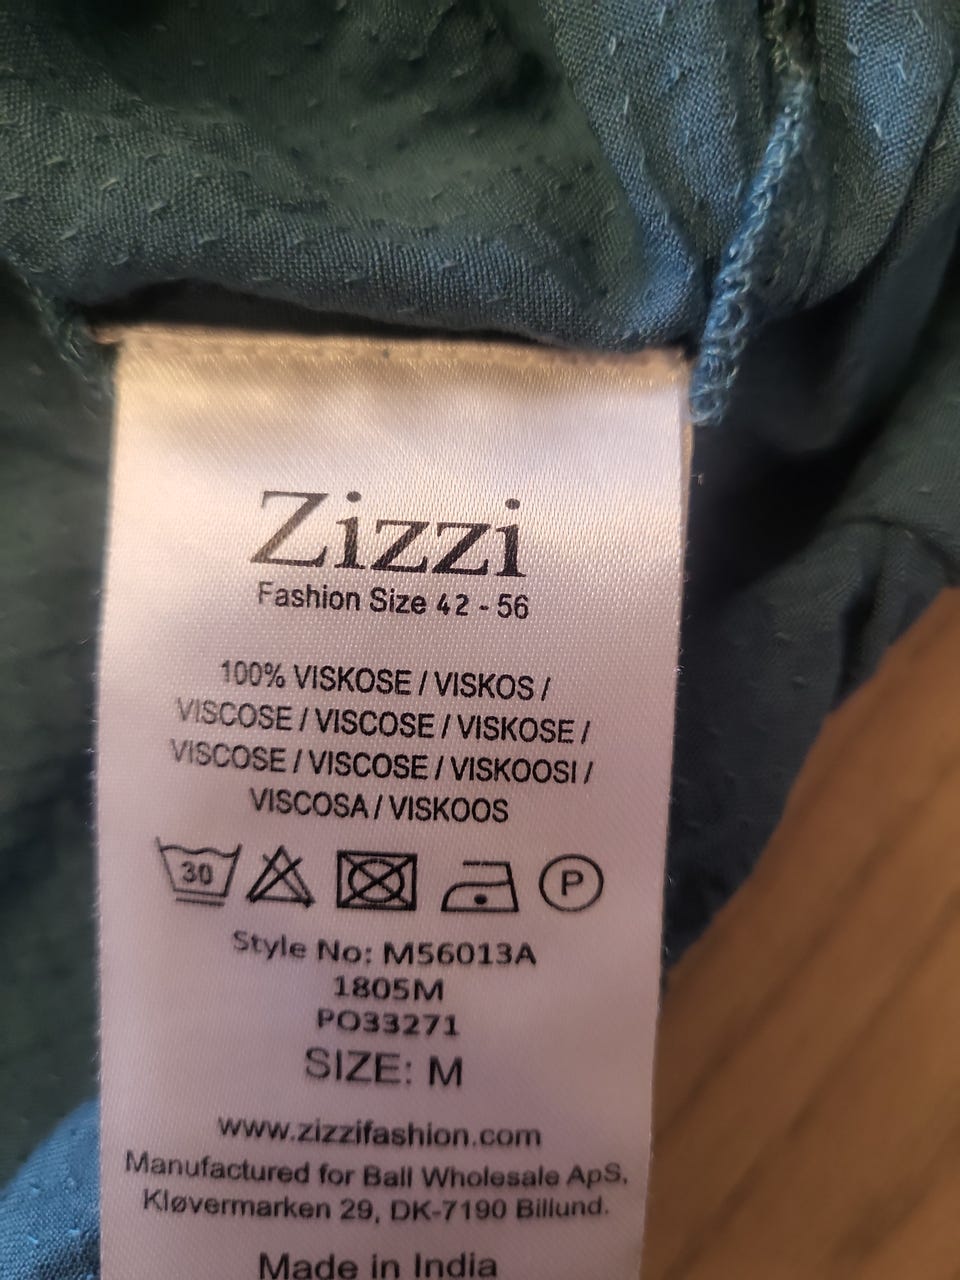 Zizzi
Fashion Size 42 - 56
100% VISKOSE / VISKOS /
VISCOSE / VISCOSE / VISKOSE /
VISCOSE / VISCOSE / VISKOOSI /
VISCOSA / VISKOOS
30 P
Style No: M56013A
1805M
PO33271
SIZE: M
www.zizzifashion.com
Manufactured for Ball Wholesale ApS,
Kløvermarken 29, DK-7190 Billund.
Made in India